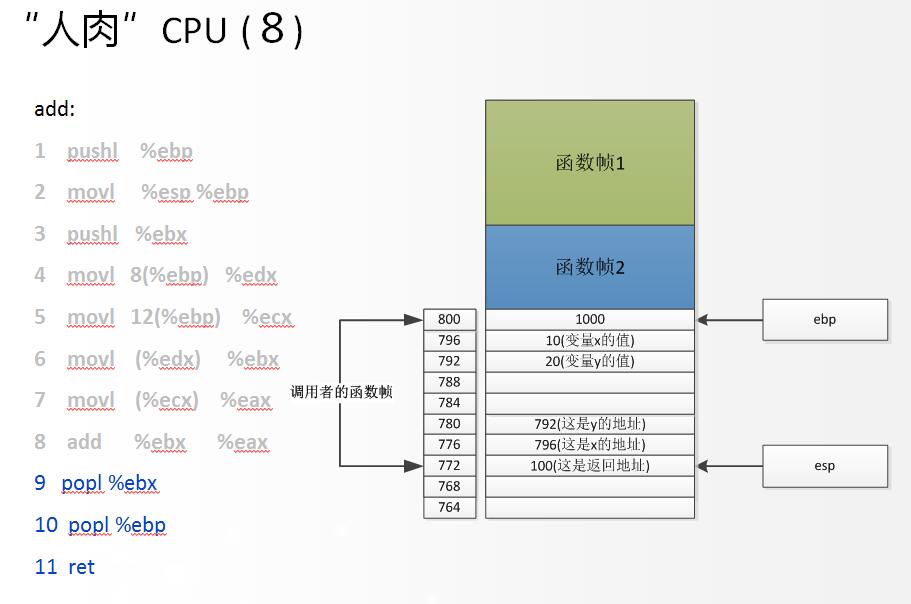 “人肉” CPU（8）
add:
1 pushl %ebp
2 movl %esp %ebp
3 pushl %ebx
4 movl 8(%ebp) %edx
5 movl 12(%ebp) %ecx
6 movl (%edx) %ebx
7 movl (%ecx) %eax
8 add %ebx %eax
9 popl %ebx
10 popl %ebp
11 ret
函数帧1
函数帧2
800 1000
796 10(变量x的值)
792 20(变量y的值)
788
784
780 792(这是y的地址)
776 796(这是x的地址)
772 100(这是返回地址)
768
764
调用者的函数帧
ebp
esp